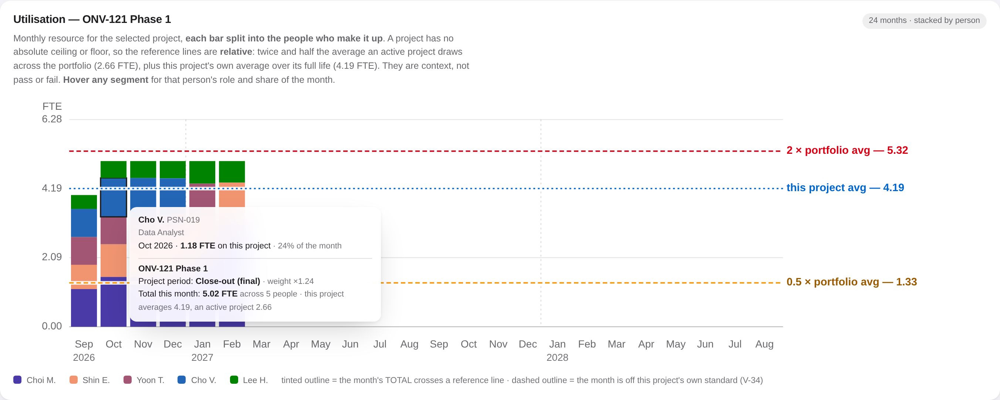 Utilisation — ONV-121 Phase 1
24 months · stacked by person
Monthly resource for the selected project, each bar split into the people who make it up. A project has no
absolute ceiling or floor, so the reference lines are relative: twice and half the average an active project draws
across the portfolio (2.66 FTE), plus this project's own average over its full life (4.19 FTE). They are context, not
pass or fail. Hover any segment for that person's role and share of the month.
FTE
6.28
2 × portfolio avg — 5.32
4.19
this project avg — 4.19
Cho V. PSN-019
Data Analyst
Oct 2026 · 1.18 FTE on this project · 24% of the month
2.09
ONV-121 Phase 1
Project period: Close-out (final) · weight ×1.24
0.5 × portfolio avg — 1.33
Total this month: 5.02 FTE across 5 people · this project
averages 4.19, an active project 2.66
0.00
Sep Oct Nov Dec Jan Feb Mar Apr May Jun Jul Aug Sep Oct Nov Dec Jan Feb Mar Apr May Jun Jul Aug
2026 2027 2028
Choi M. Shin E. Yoon T. Cho V. Lee H. tinted outline = the month's TOTAL crosses a reference line · dashed outline = the month is off this project's own standard (V-34)